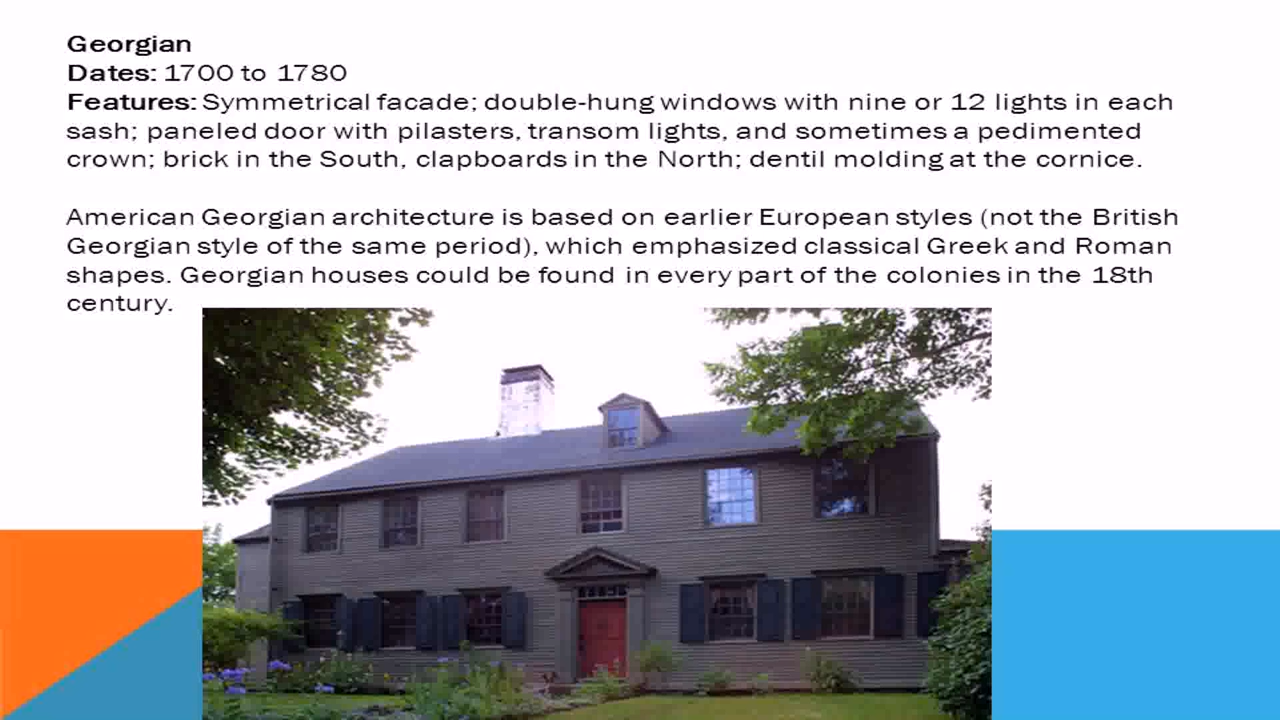 Georgian
Dates: 1700 to 1780
Features: Symmetrical facade; double-hung windows with nine or 12 lights in each
sash; paneled door with pilasters, transom lights, and sometimes a pedimented
crown; brick in the South, clapboards in the North; dentil molding at the cornice.
American Georgian architecture is based on earlier European styles (not the British
Georgian style of the same period), which emphasized classical Greek and Roman
shapes. Georgian houses could be found in every part of the colonies in the 18th
century.